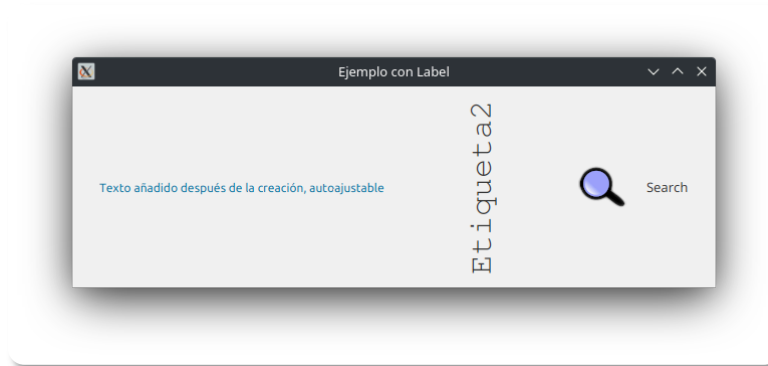 Ejemplo con Label
Texto añadido después de la creación, autoajustable
Etiqueta2
Search